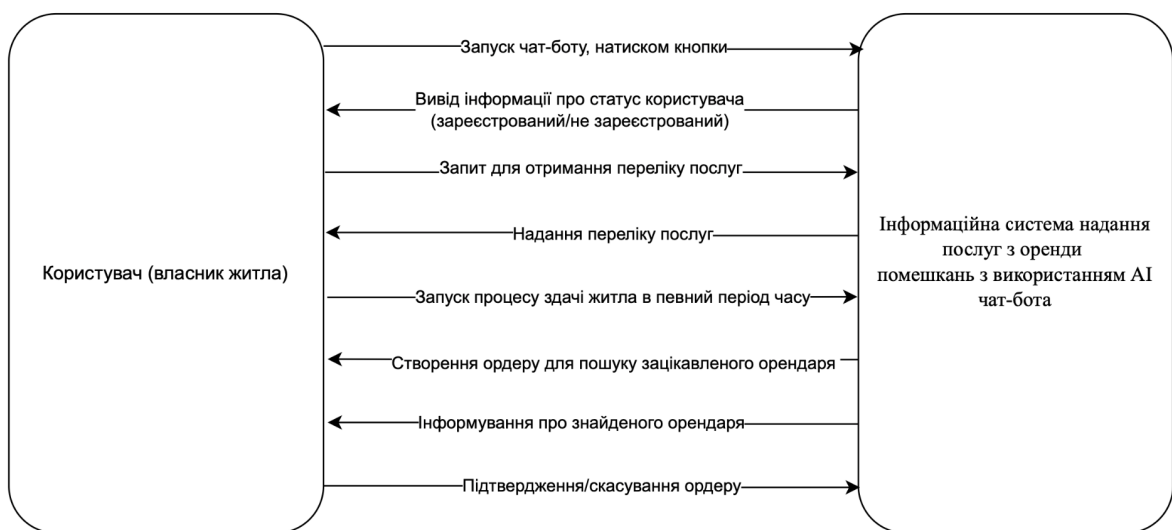 Запуск чат-боту, натиском кнопки
Вивід інформації про статус користувача
(зареєстрований/не зареєстрований)
Запит для отримання переліку послуг
Надання переліку послуг
Користувач (власник житла)
Запуск процесу здачі житла в певний період часу
Створення ордеру для пошуку зацікавленого орендаря
Інформування про знайденого орендаря
Підтвердження/скасування ордеру
Інформаційна система надання
послуг з оренди
помешкань з використанням АІ
чат-бота